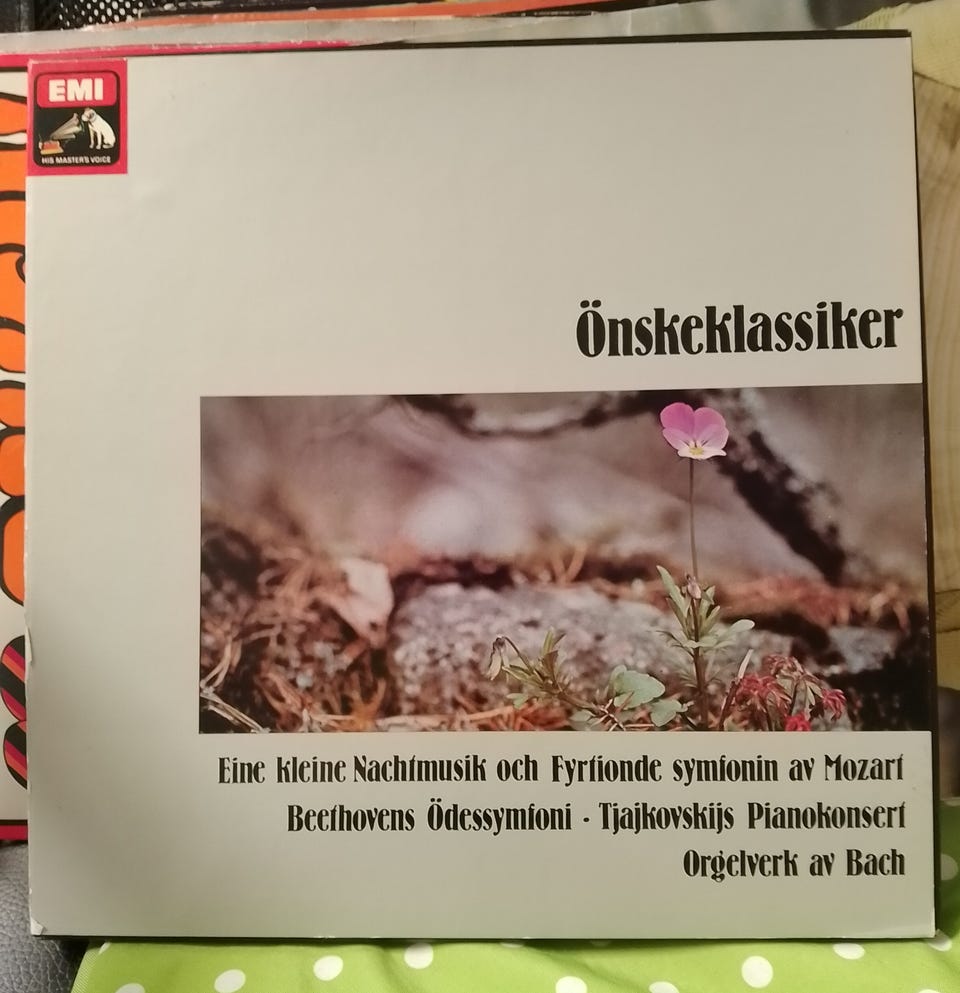 EMI
HIS MASTER'S VOICE
Önskeklassiker
Eine kleine Nachtmusik och Fyrtionde symfonin av Mozart
Beethovens Ödessymfoni · Tjajkovskijs Pianokonsert
Orgelverk av Bach